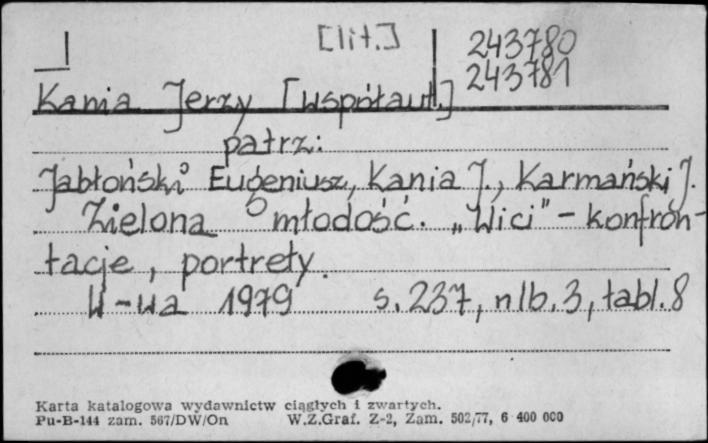 [lit.] 243780
243781
Kania Jerzy [współaut.]
patrz:
Jabłoński Eugeniusz, Kania J., Karmański J.
Zielona młodość. „Wici" - konfron-
tacje, portrety.
W-wa 1979 s. 237, nlb. 3, tabl. 8
Karta katalogowa wydawnictw ciągłych i zwartych.
Pu-B-144 zam. 567/DW/On W.Z.Graf. Z-2, Zam. 502/77, 6 400 000